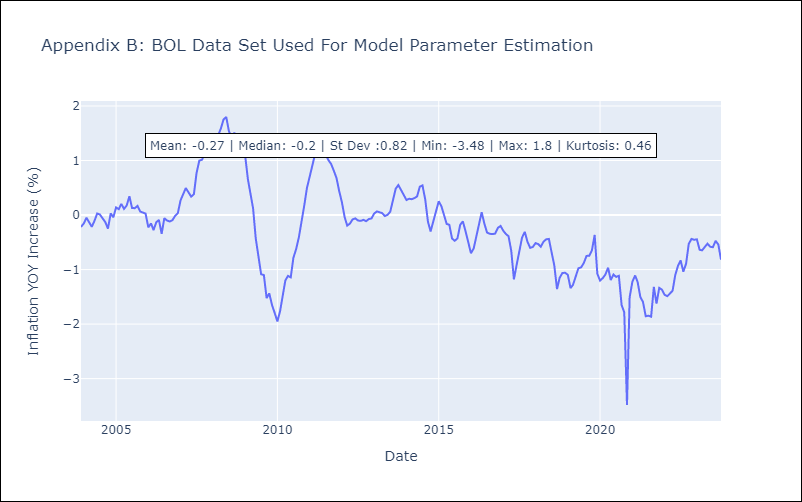 Appendix B: BOL Data Set Used For Model Parameter Estimation
Mean: -0.27 | Median: -0.2 | St Dev :0.82 | Min: -3.48 | Max: 1.8 | Kurtosis: 0.46
Inflation YOY Increase (%)
2
1
0
−1
−2
−3
2005 2010 2015 2020
Date